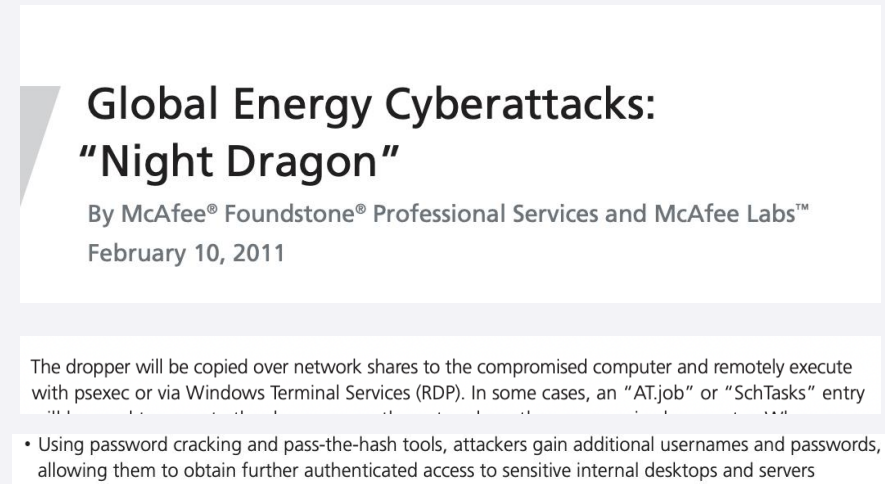 Global Energy Cyberattacks:
“Night Dragon”
By McAfee® Foundstone® Professional Services and McAfee Labs™
February 10, 2011
The dropper will be copied over network shares to the compromised computer and remotely execute
with psexec or via Windows Terminal Services (RDP). In some cases, an “AT.job” or “SchTasks” entry
• Using password cracking and pass-the-hash tools, attackers gain additional usernames and passwords,
allowing them to obtain further authenticated access to sensitive internal desktops and servers